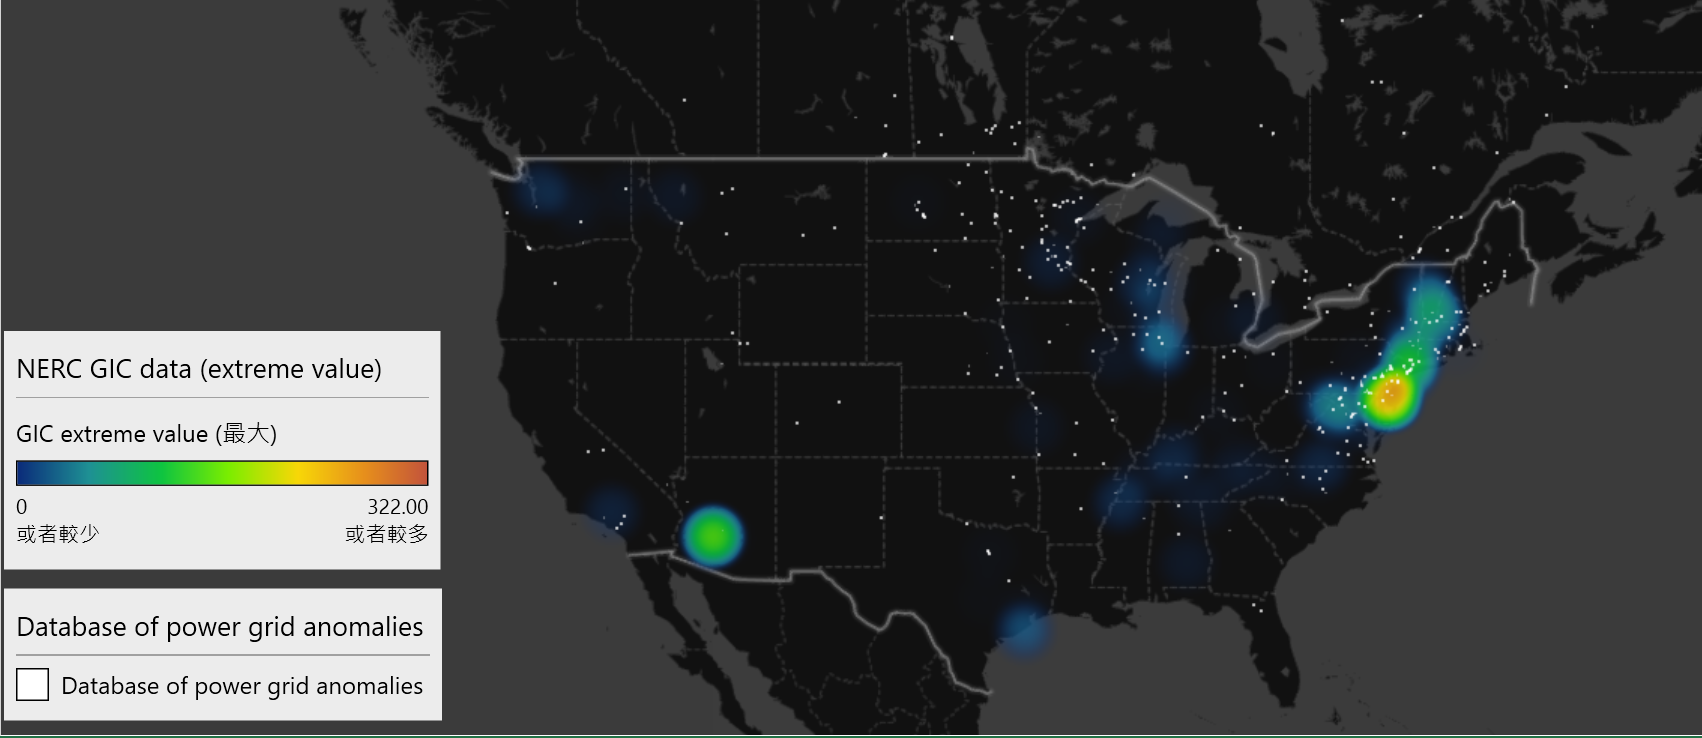 NERC GIC data (extreme value)
GIC extreme value (最大)
0 322.00
或者較少 或者較多
Database of power grid anomalies
Database of power grid anomalies